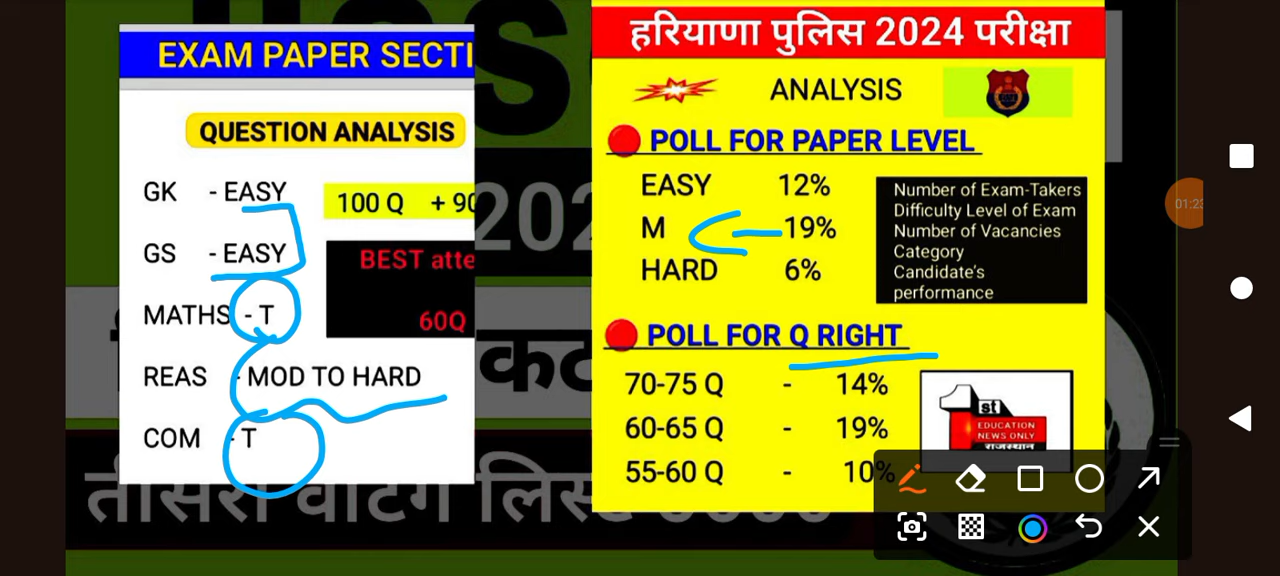 EXAM PAPER SECTI
QUESTION ANALYSIS
GK - EASY
100 Q + 90
GS - EASY
BEST atte
60Q
MATHS - T
REAS - MOD TO HARD
COM - T
हरियाणा पुलिस 2024 परीक्षा
ANALYSIS
POLL FOR PAPER LEVEL
EASY 12%
M 19%
HARD 6%
Number of Exam-Takers
Difficulty Level of Exam
Number of Vacancies
Category
Candidate's
performance
POLL FOR Q RIGHT
70-75 Q - 14%
60-65 Q - 19%
55-60 Q - 10%
1st
EDUCATION
NEWS ONLY
राजस्थान
01:23
202